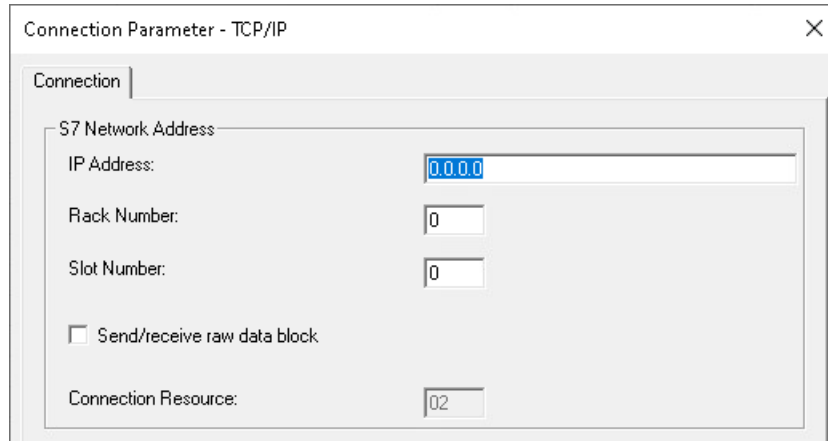 Connection Parameter - TCP/IP
Connection
S7 Network Address
IP Address: 0.0.0.0
Rack Number: 0
Slot Number: 0
Send/receive raw data block
Connection Resource: 02